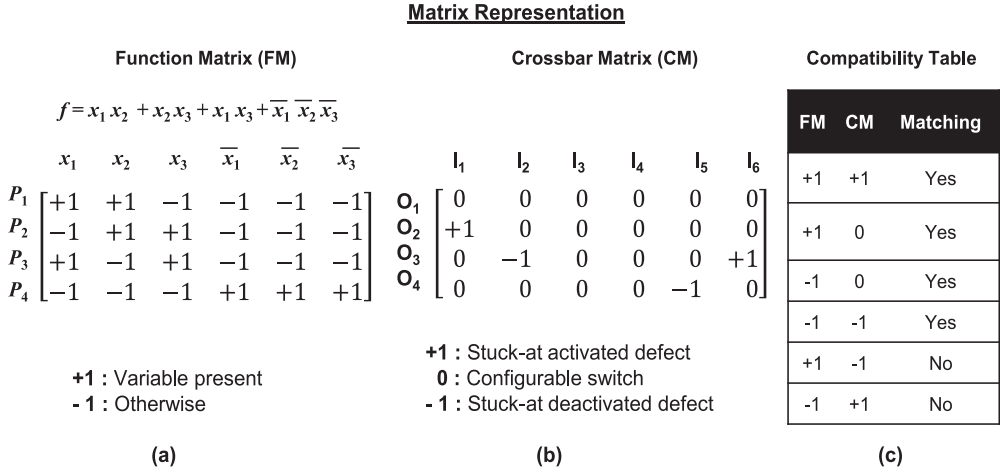 Matrix Representation
Function Matrix (FM)
f = x₁ x₂ + x₂ x₃ + x₁ x₃ + x̅₁ x̅₂ x̅₃
x₁ x₂ x₃ x̅₁ x̅₂ x̅₃
P₁ +1 +1 −1 −1 −1 −1
P₂ −1 +1 +1 −1 −1 −1
P₃ +1 −1 +1 −1 −1 −1
P₄ −1 −1 −1 +1 +1 +1
+1 : Variable present
- 1 : Otherwise
(a)
Crossbar Matrix (CM)
I₁ I₂ I₃ I₄ I₅ I₆
O₁ 0 0 0 0 0 0
O₂ +1 0 0 0 0 0
O₃ 0 −1 0 0 0 +1
O₄ 0 0 0 0 −1 0
+1 : Stuck-at activated defect
0 : Configurable switch
- 1 : Stuck-at deactivated defect
(b)
Compatibility Table
FM CM Matching
+1 +1 Yes
+1 0 Yes
-1 0 Yes
-1 -1 Yes
+1 -1 No
-1 +1 No
(c)